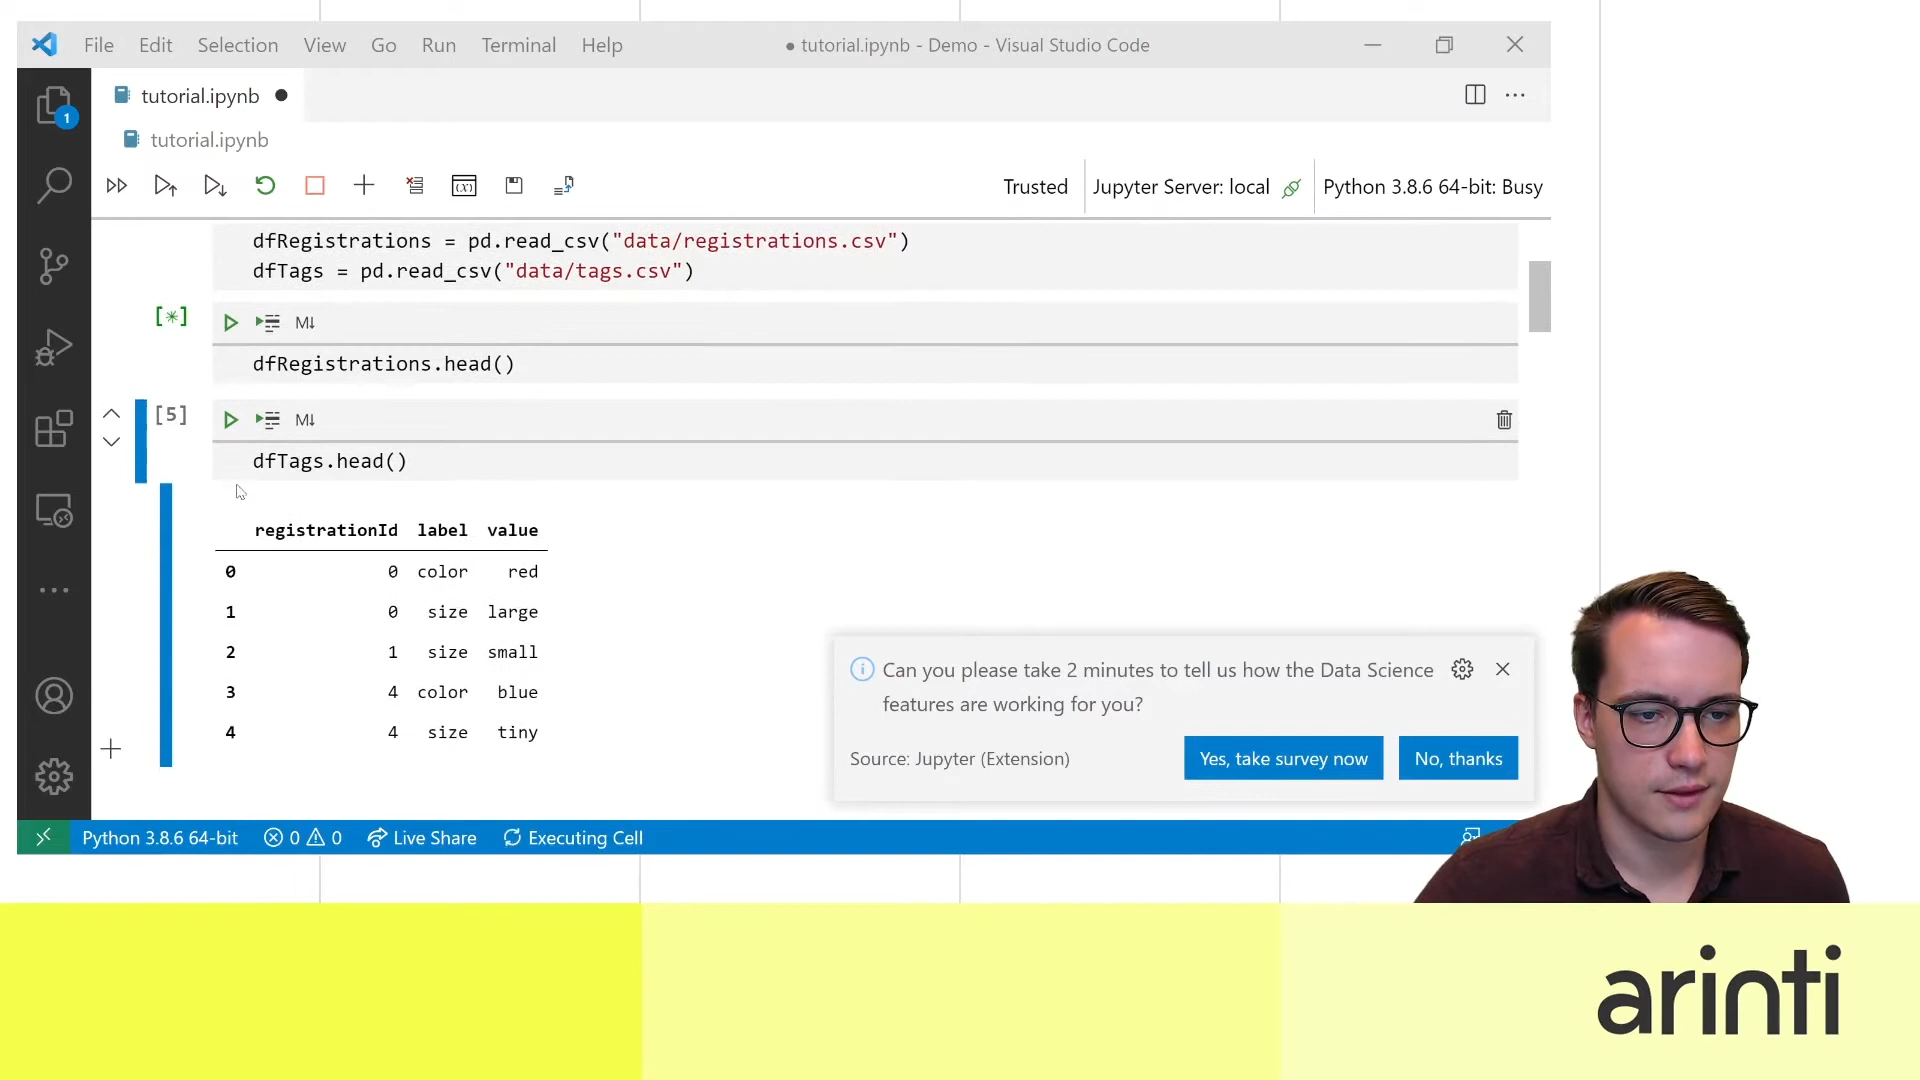 File Edit Selection View Go Run Terminal Help ● tutorial.ipynb - Demo - Visual Studio Code
tutorial.ipynb ●
1
tutorial.ipynb
Trusted Jupyter Server: local Python 3.8.6 64-bit: Busy
dfRegistrations = pd.read_csv("data/registrations.csv")
dfTags = pd.read_csv("data/tags.csv")
[*] M↓
dfRegistrations.head()
[5] M↓
dfTags.head()
registrationId label value
0 0 color red
1 0 size large
2 1 size small
3 4 color blue
4 4 size tiny
Can you please take 2 minutes to tell us how the Data Science
features are working for you?
Source: Jupyter (Extension) Yes, take survey now No, thanks
Python 3.8.6 64-bit 0 0 Live Share Executing Cell
arinti